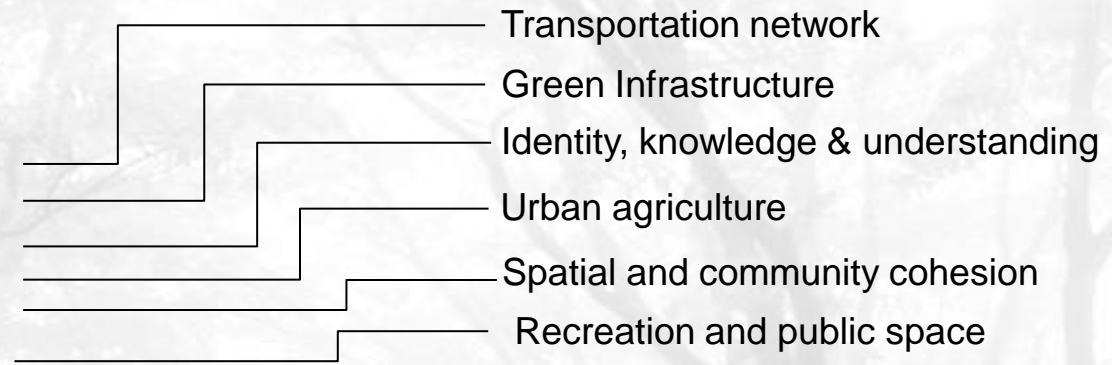 Transportation network
Green Infrastructure
Identity, knowledge & understanding
Urban agriculture
Spatial and community cohesion
Recreation and public space